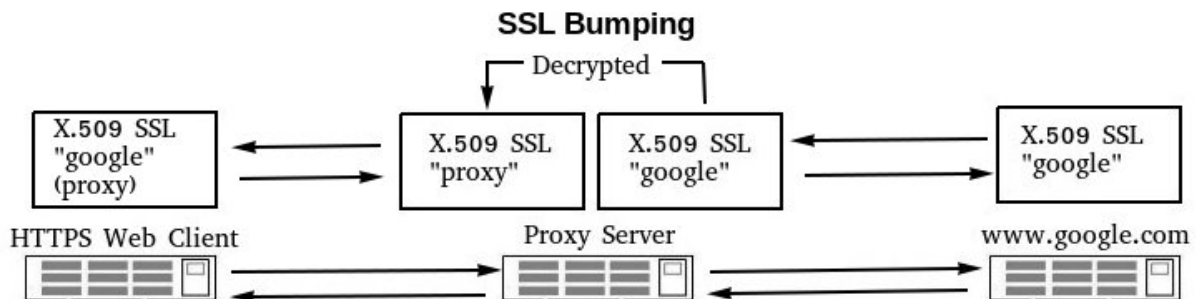 SSL Bumping
Decrypted
X.509 SSL
"google"
(proxy)
X.509 SSL
"proxy"
X.509 SSL
"google"
X.509 SSL
"google"
HTTPS Web Client
Proxy Server
www.google.com